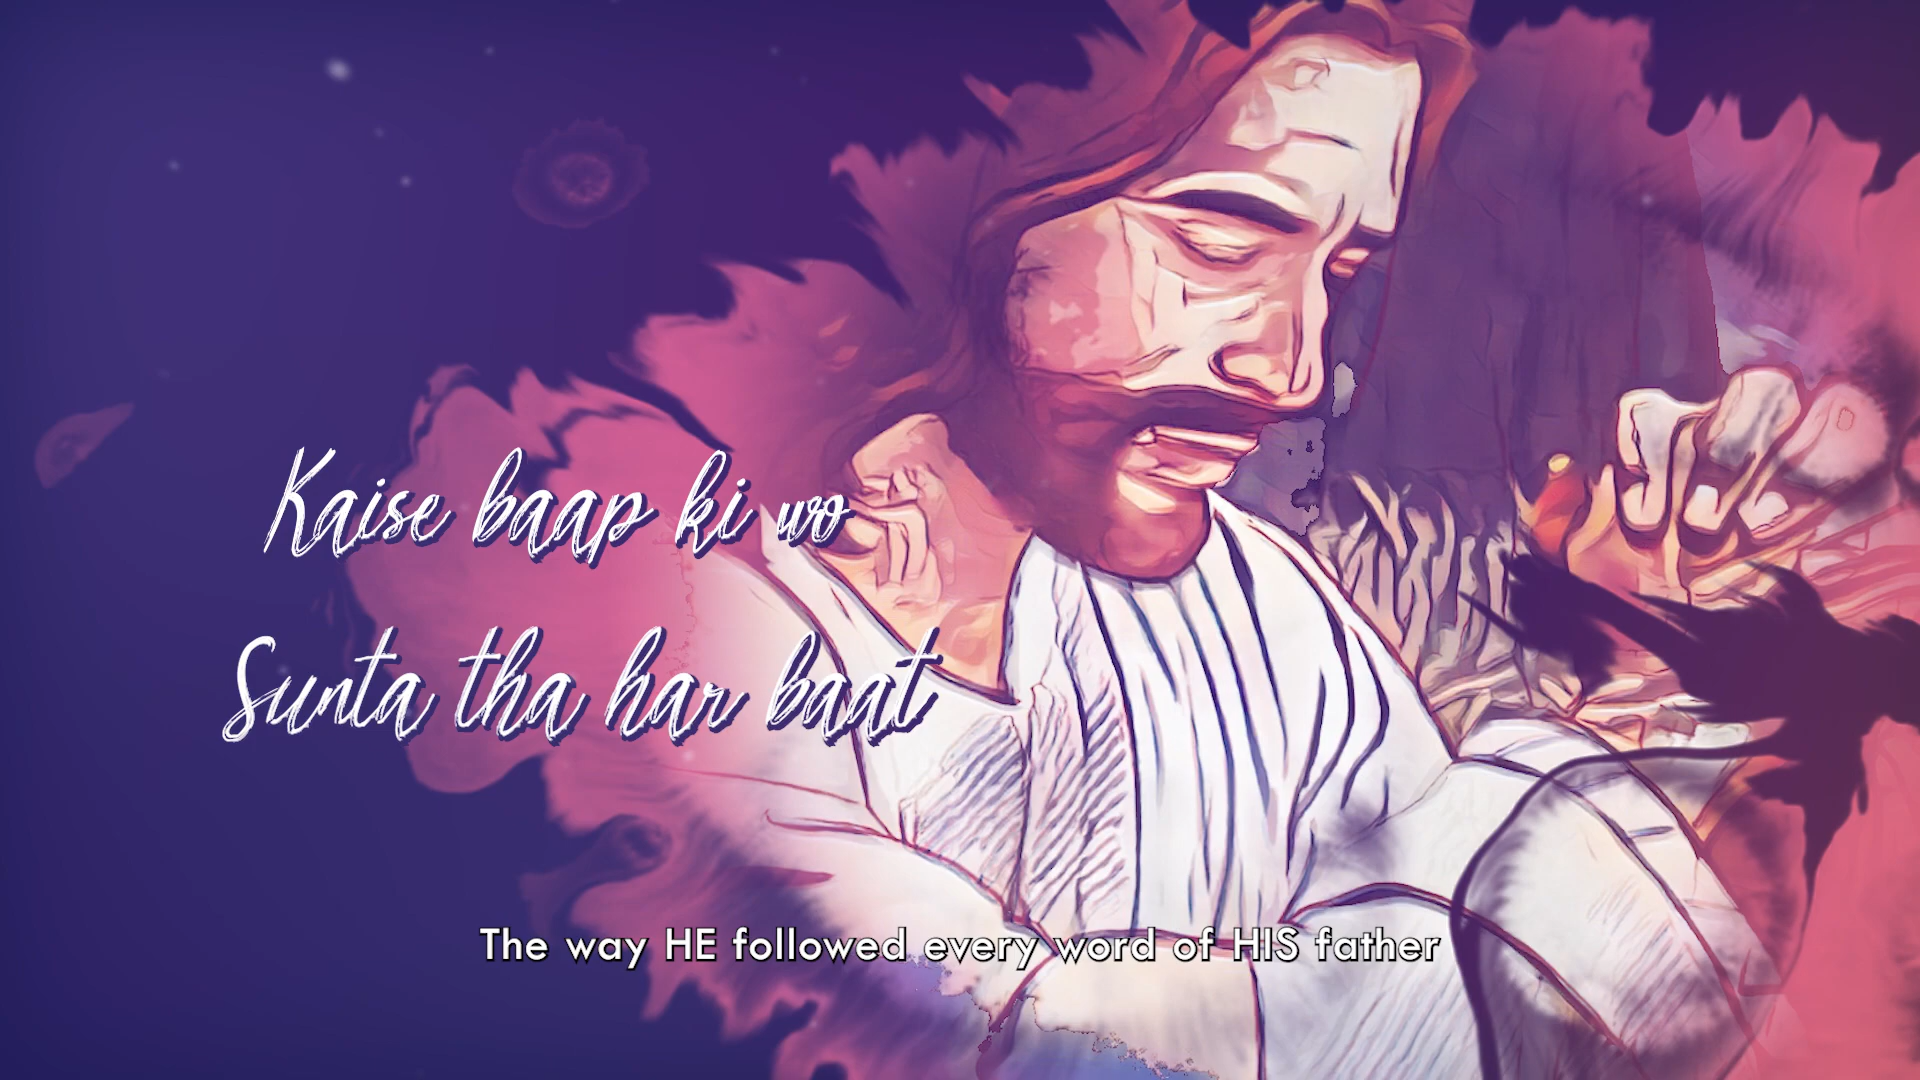 Kaise baap ki wo
Sunta tha har baat
The way HE followed every word of HIS father